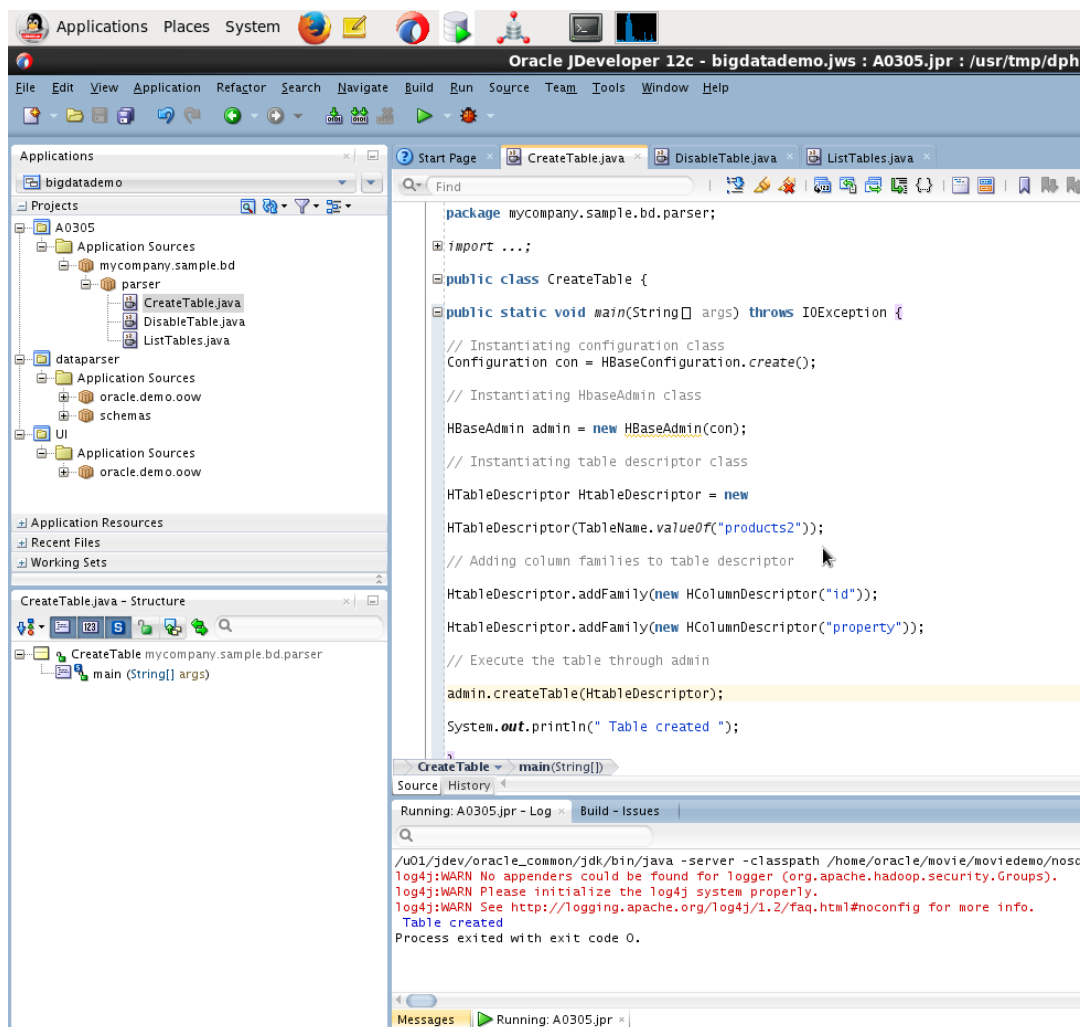 Applications Places System
Oracle JDeveloper 12c - bigdatademo.jws : A0305.jpr : /usr/tmp/dph
File Edit View Application Refactor Search Navigate Build Run Source Team Tools Window Help
Applications
bigdatademo
Projects
A0305
Application Sources
mycompany.sample.bd
parser
CreateTable.java
DisableTable.java
ListTables.java
dataparser
Application Sources
oracle.demo.oow
schemas
UI
Application Sources
oracle.demo.oow
Application Resources
Recent Files
Working Sets
CreateTable.java - Structure
CreateTable mycompany.sample.bd.parser
main (String[] args)
Start Page CreateTable.java DisableTable.java ListTables.java
Find
package mycompany.sample.bd.parser;
import ...;
public class CreateTable {
public static void main(String[] args) throws IOException {
// Instantiating configuration class
Configuration con = HBaseConfiguration.create();
// Instantiating HbaseAdmin class
HBaseAdmin admin = new HBaseAdmin(con);
// Instantiating table descriptor class
HTableDescriptor HtableDescriptor = new
HTableDescriptor(TableName.valueOf("products2"));
// Adding column families to table descriptor
HtableDescriptor.addFamily(new HColumnDescriptor("id"));
HtableDescriptor.addFamily(new HColumnDescriptor("property"));
// Execute the table through admin
admin.createTable(HtableDescriptor);
System.out.println(" Table created ");
}
CreateTable main(String[])
Source History
Running: A0305.jpr - Log Build - Issues
/u01/jdev/oracle_common/jdk/bin/java -server -classpath /home/oracle/movie/moviedemo/nosq
log4j:WARN No appenders could be found for logger (org.apache.hadoop.security.Groups).
log4j:WARN Please initialize the log4j system properly.
log4j:WARN See http://logging.apache.org/log4j/1.2/faq.html#noconfig for more info.
Table created
Process exited with exit code 0.
Messages Running: A0305.jpr